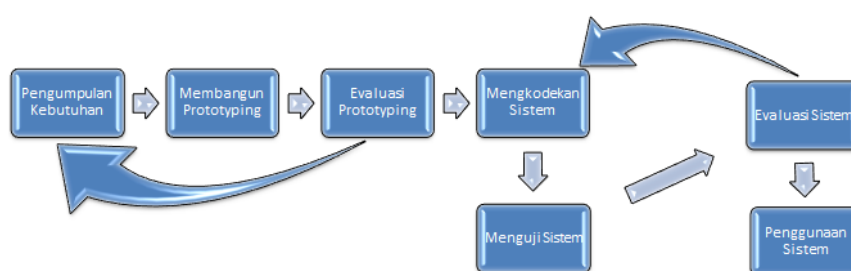 Pengumpulan
Kebutuhan
Membangun
Prototyping
Evaluasi
Prototyping
Mengkodekan
Sistem
Menguji Sistem
Evaluasi Sistem
Penggunaan
Sistem